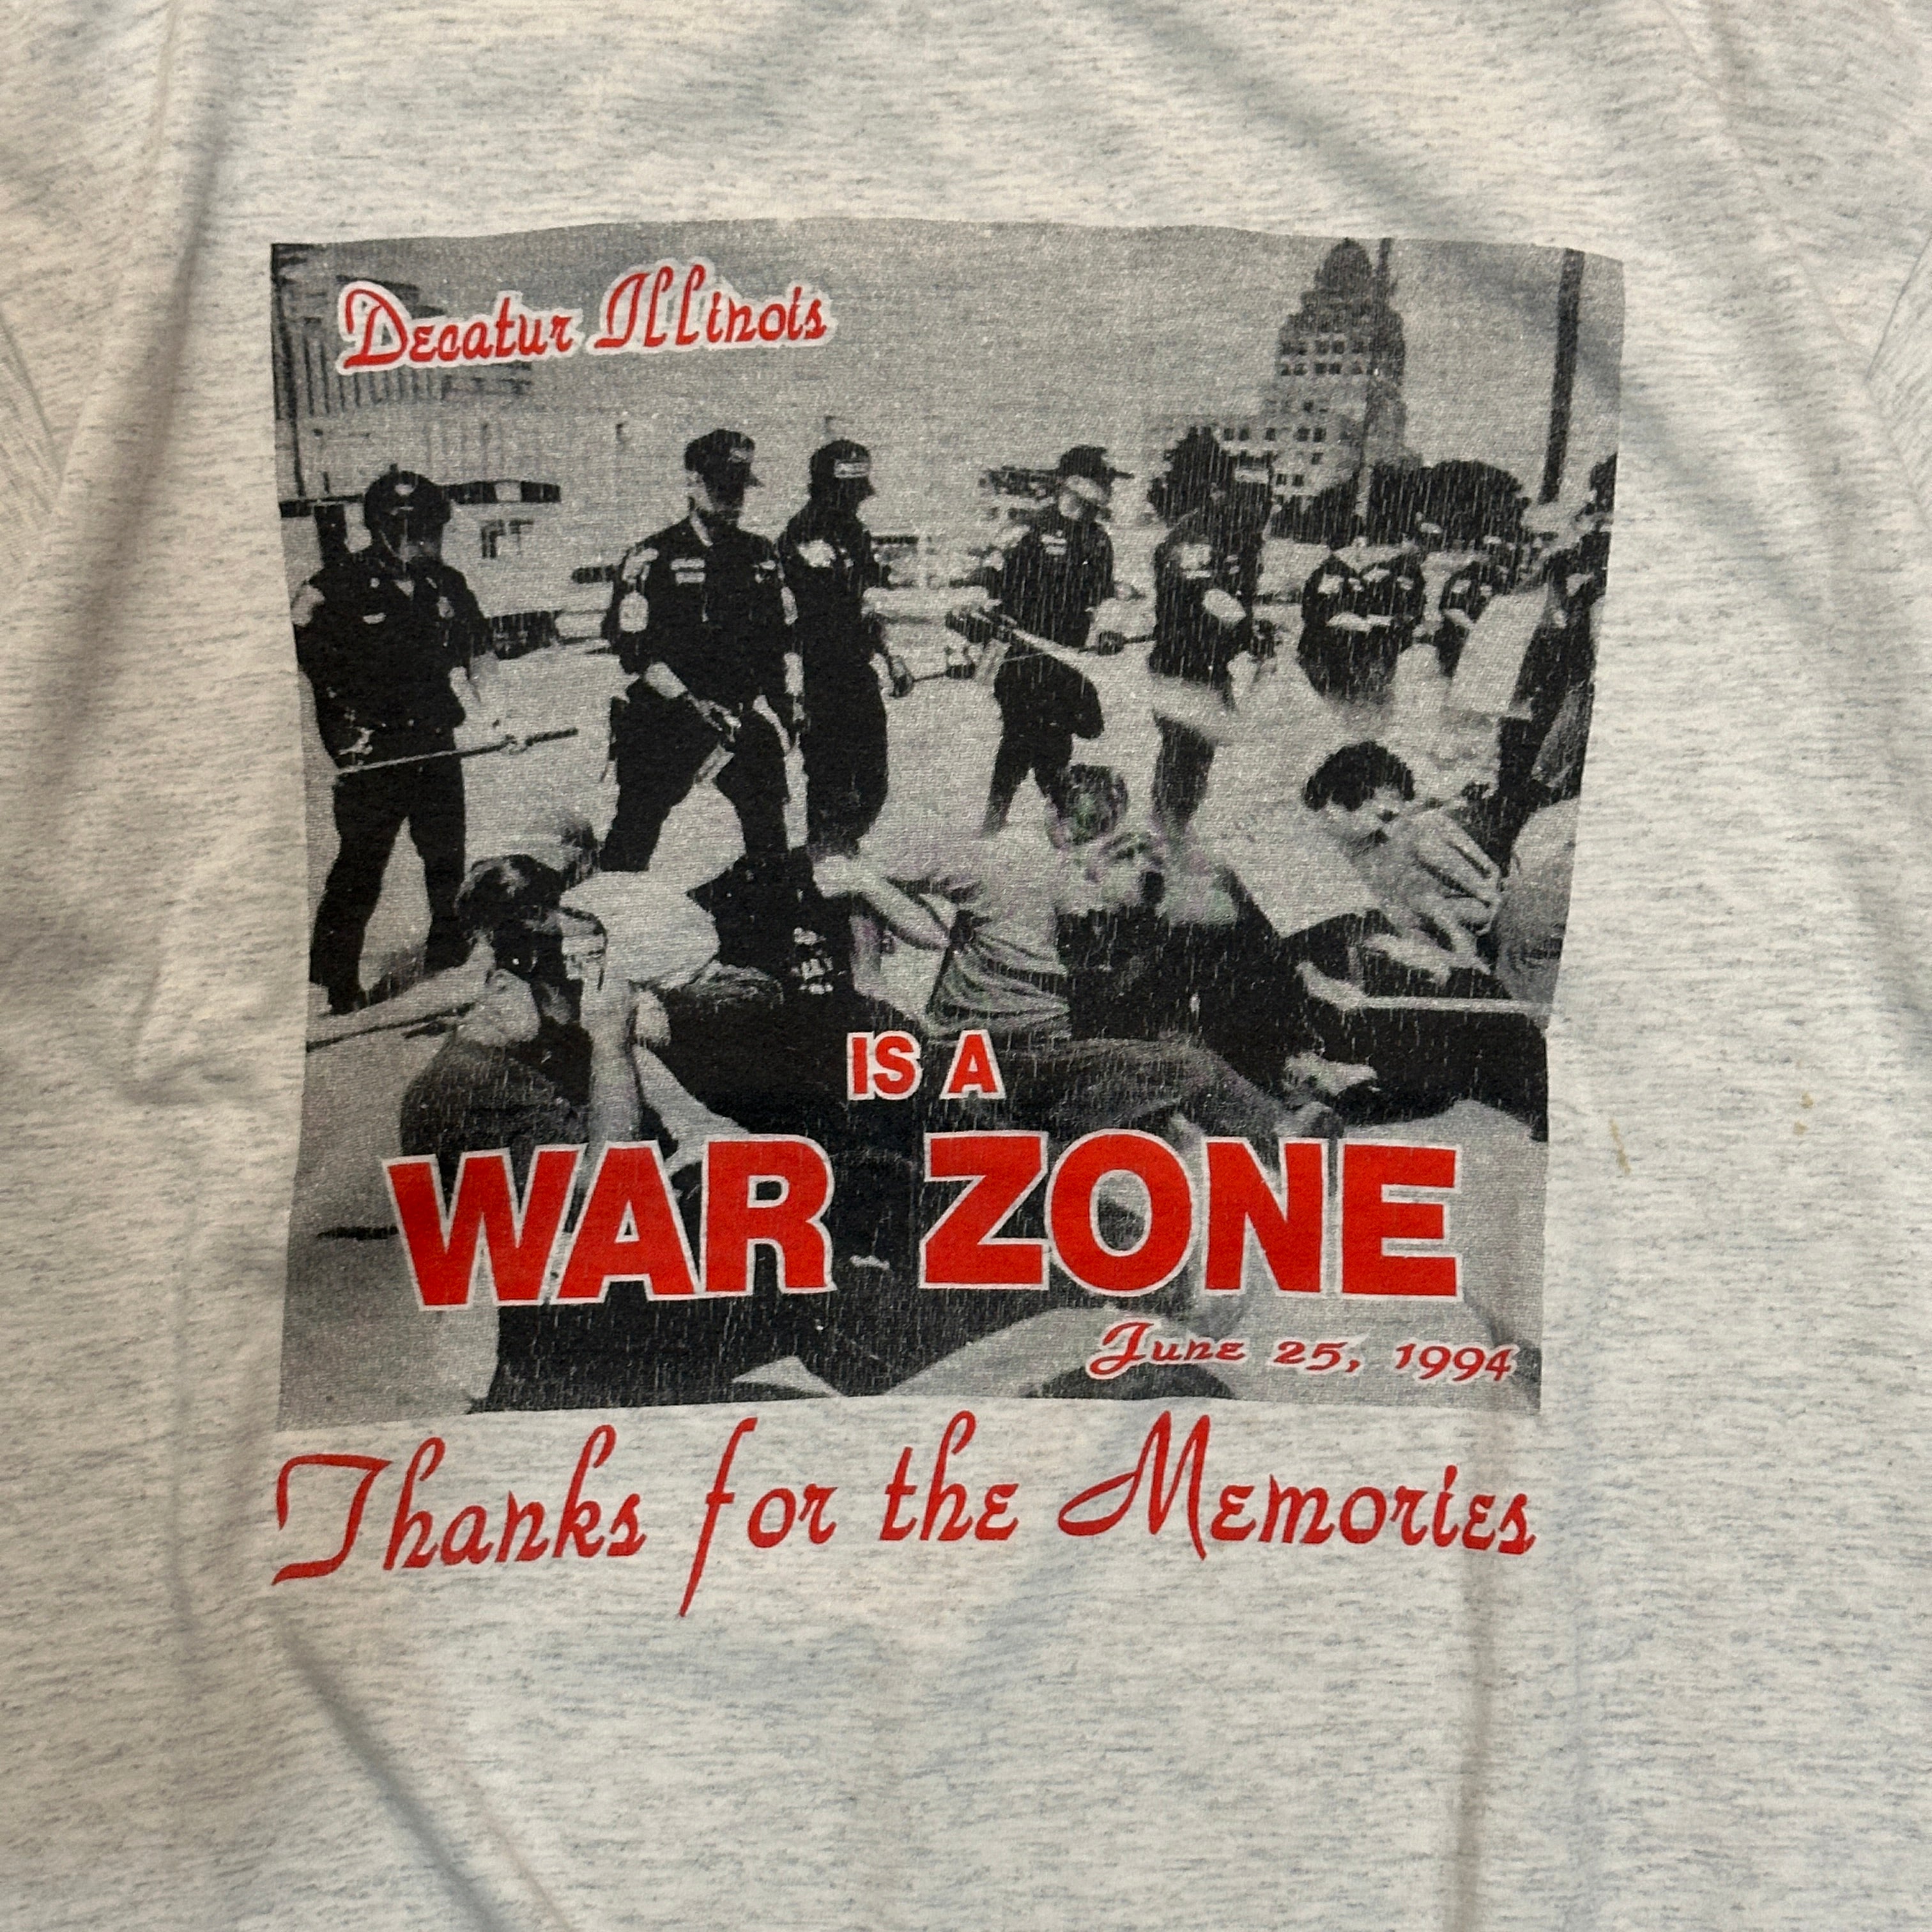 Decatur Illinois
IS A
WAR ZONE
June 25, 1994
Thanks for the Memories